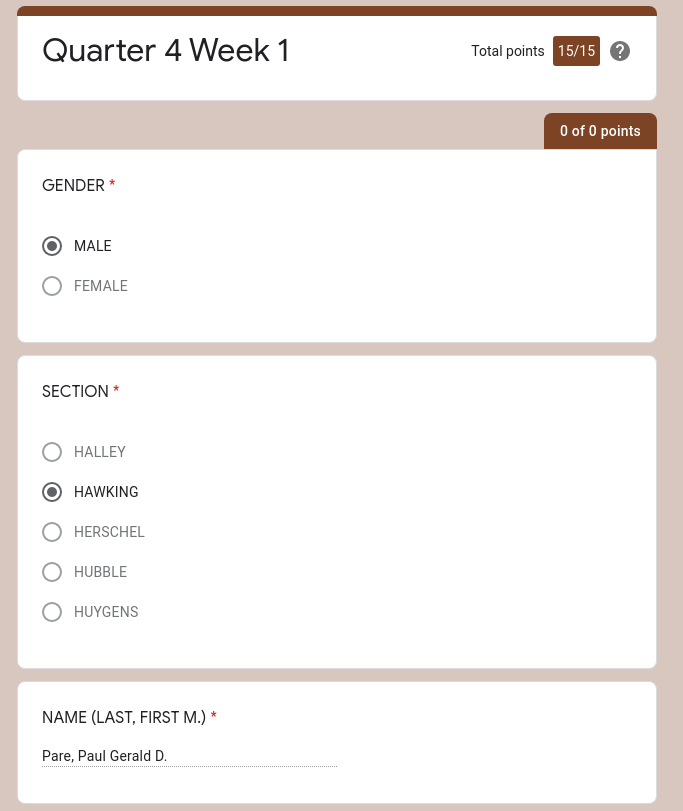 Quarter 4 Week 1
Total points 15/15 ?
0 of 0 points
GENDER *
MALE
FEMALE
SECTION *
HALLEY
HAWKING
HERSCHEL
HUBBLE
HUYGENS
NAME (LAST, FIRST M.) *
Pare, Paul Gerald D.